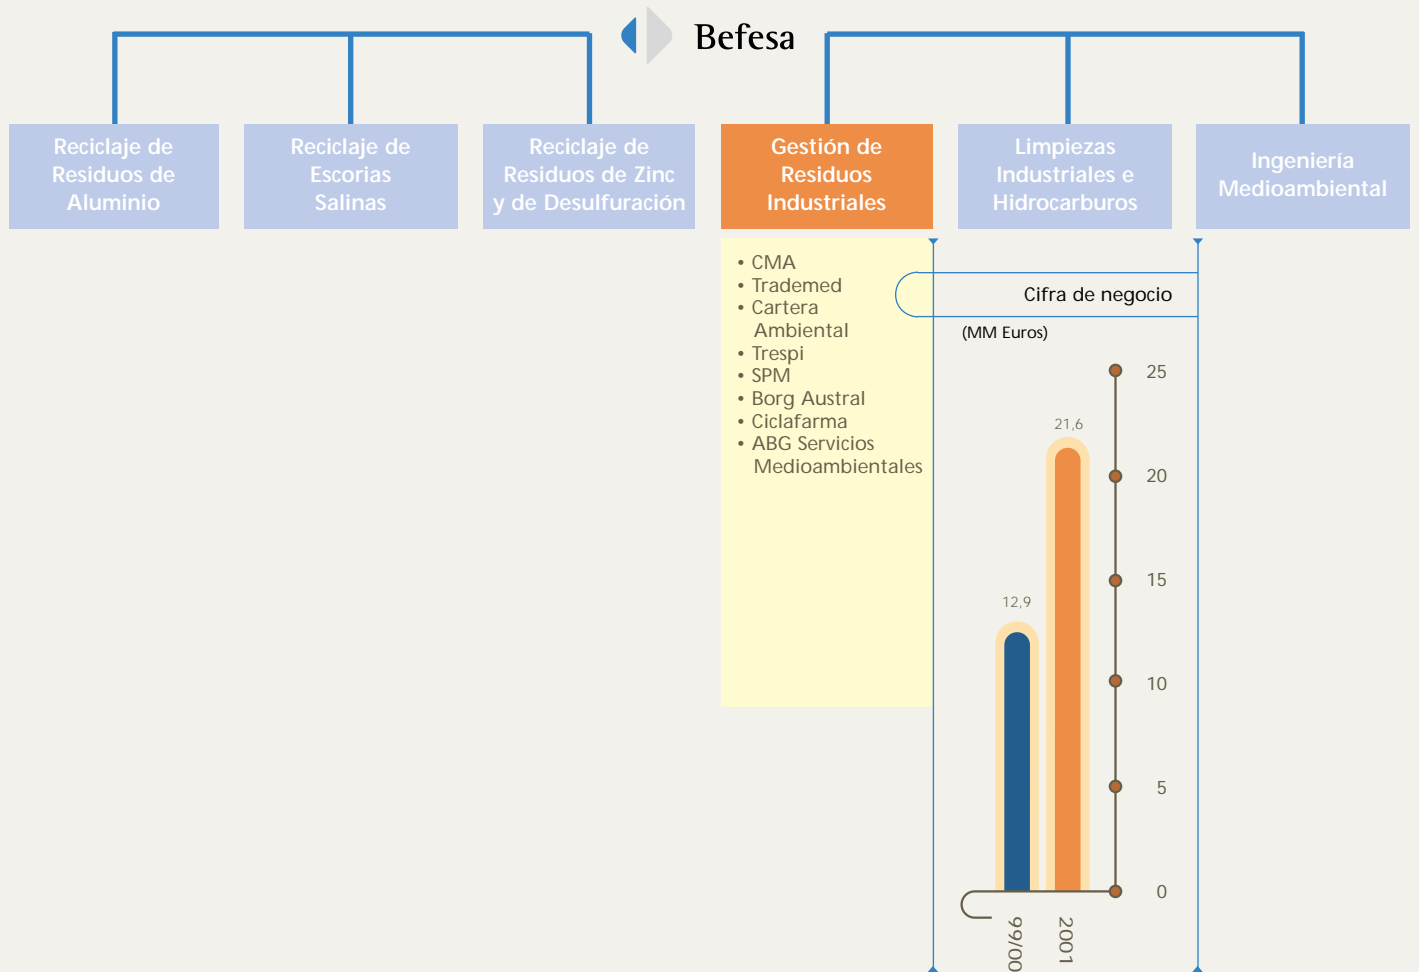 Befesa
Reciclaje de
Residuos de
Aluminio
Reciclaje de
Escorias
Salinas
Reciclaje de
Residuos de Zinc
y de Desulfuración
Gestión de
Residuos
Industriales
Limpiezas
Industriales e
Hidrocarburos
Ingeniería
Medioambiental
• CMA
• Trademed
• Cartera
Ambiental
• Trespi
• SPM
• Borg Austral
• Ciclafarma
• ABG Servicios
Medioambientales
Cifra de negocio
(MM Euros)
25
21,6
20
15
12,9
10
5
0
99/00
2001